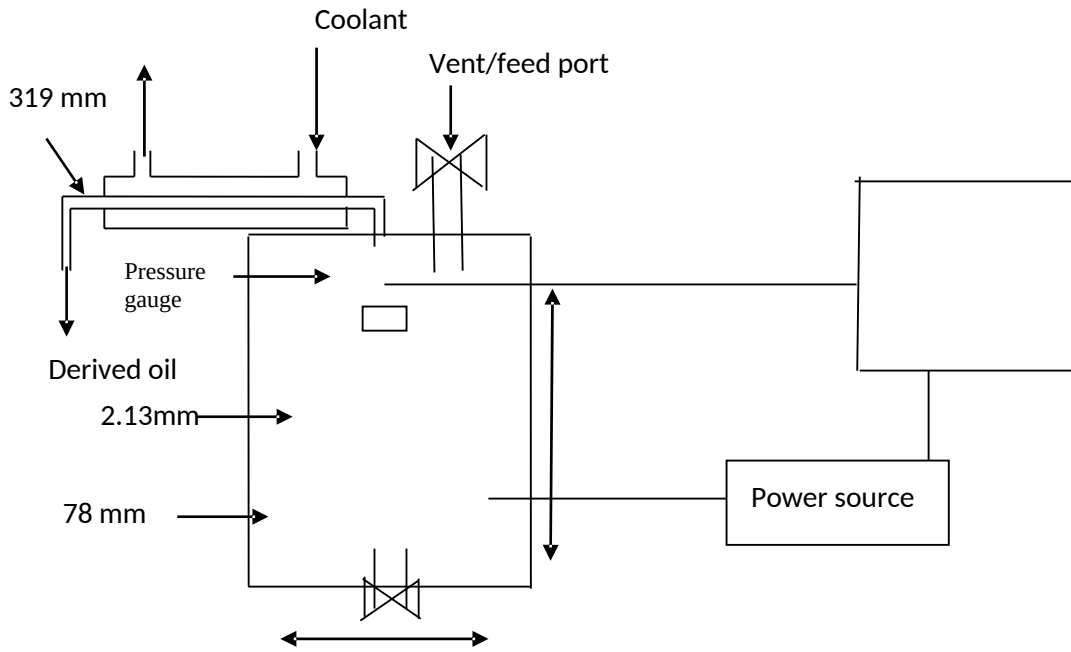 Coolant
Vent/feed port
319 mm
Pressure
gauge
Derived oil
2.13mm
78 mm
Power source